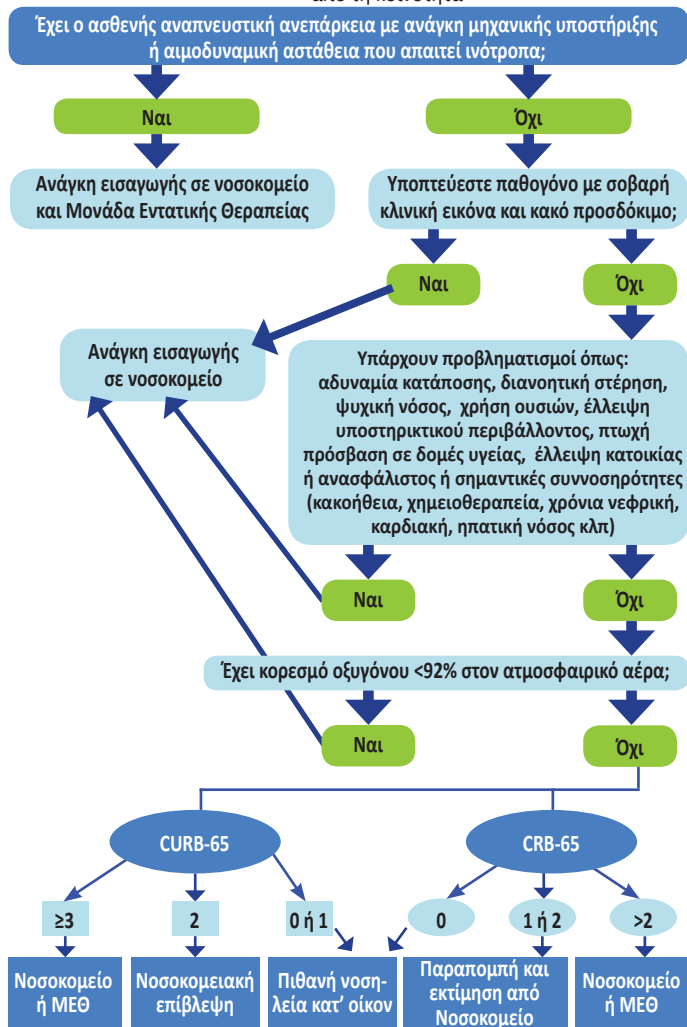 από τη κοινότητα
Έχει ο ασθενής αναπνευστική ανεπάρκεια με ανάγκη μηχανικής υποστήριξης
ή αιμοδυναμική αστάθεια που απαιτεί ινότροπα;
Ναι
Όχι
Ανάγκη εισαγωγής σε νοσοκομείο
και Μονάδα Εντατικής Θεραπείας
Υποπτεύεστε παθογόνο με σοβαρή
κλινική εικόνα και κακό προσδόκιμο;
Ναι
Όχι
Ανάγκη εισαγωγής
σε νοσοκομείο
Υπάρχουν προβληματισμοί όπως:
αδυναμία κατάποσης, διανοητική στέρηση,
ψυχική νόσος, χρήση ουσιών, έλλειψη
υποστηρικτικού περιβάλλοντος, πτωχή
πρόσβαση σε δομές υγείας, έλλειψη κατοικίας
ή ανασφάλιστος ή σημαντικές συννοσηρότητες
(κακοήθεια, χημειοθεραπεία, χρόνια νεφρική,
καρδιακή, ηπατική νόσος κλπ)
Ναι
Όχι
Έχει κορεσμό οξυγόνου <92% στον ατμοσφαιρικό αέρα;
Ναι
Όχι
CURB-65
CRB-65
≥3
2
0 ή 1
0
1 ή 2
>2
Νοσοκομείο
ή ΜΕΘ
Νοσοκομειακή
επίβλεψη
Πιθανή νοση-
λεία κατ’ οίκον
Παραπομπή και
εκτίμηση από
Νοσοκομείο
Νοσοκομείο
ή ΜΕΘ